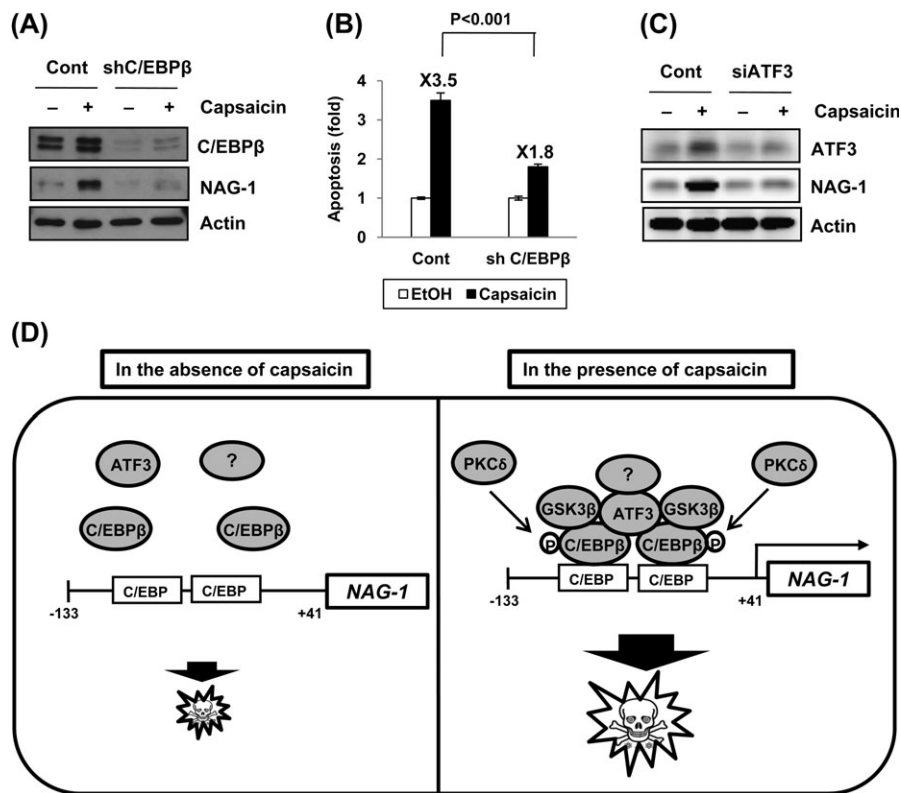 (A)
Cont shC/EBPβ
– + – + Capsaicin
C/EBPβ
NAG-1
Actin
(B)
P<0.001
Apoptosis (fold)
4
3
2
1
0
X3.5
X1.8
Cont sh C/EBPβ
EtOH Capsaicin
(C)
Cont siATF3
– + – + Capsaicin
ATF3
NAG-1
Actin
(D)
In the absence of capsaicin
ATF3 ?
C/EBPβ C/EBPβ
C/EBP C/EBP NAG-1
-133 +41
In the presence of capsaicin
PKCδ ? PKCδ
GSK3β ATF3 GSK3β
P C/EBPβ C/EBPβ P
C/EBP C/EBP NAG-1
-133 +41